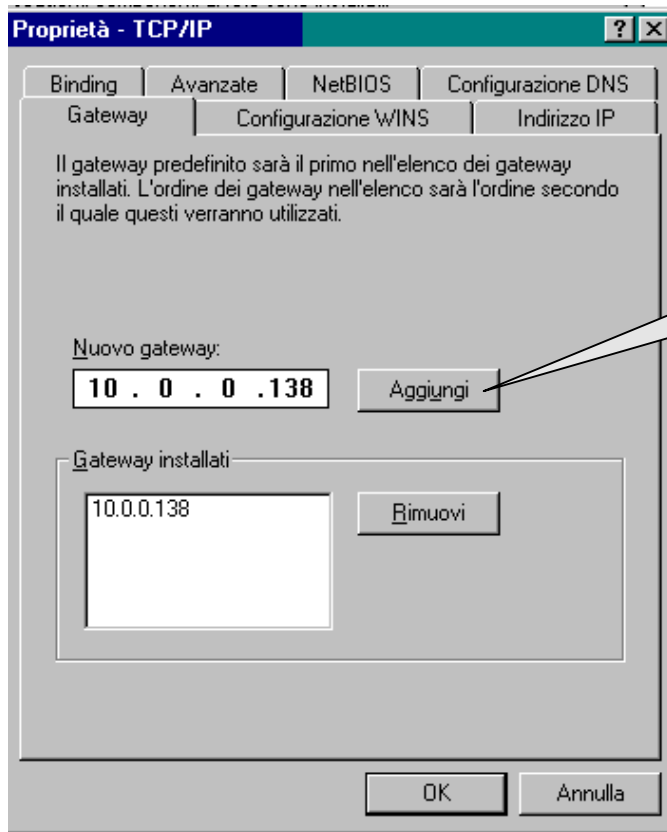 Proprietà - TCP/IP
Binding Avanzate NetBIOS Configurazione DNS
Gateway Configurazione WINS Indirizzo IP
Il gateway predefinito sarà il primo nell'elenco dei gateway
installati. L'ordine dei gateway nell'elenco sarà l'ordine secondo
il quale questi verranno utilizzati.
Nuovo gateway:
10 . 0 . 0 .138 Aggiungi
Gateway installati
10.0.0.138 Rimuovi
OK Annulla